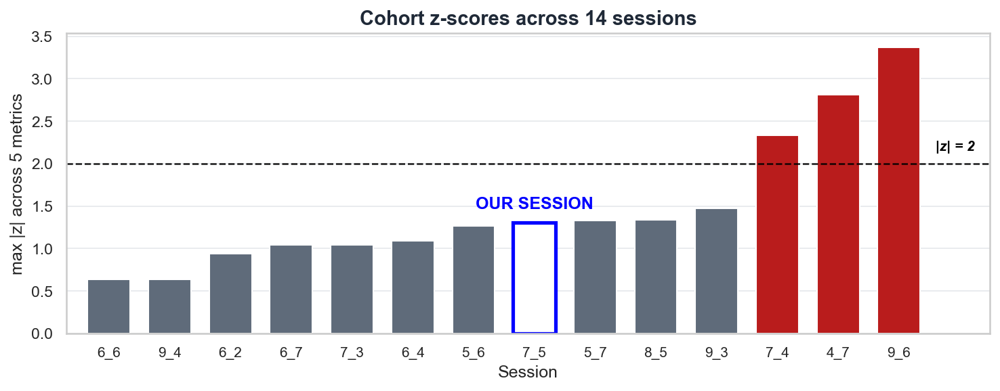 Cohort z-scores across 14 sessions
max |z| across 5 metrics
3.5
3.0
2.5
2.0
1.5
1.0
0.5
0.0
|z| = 2
OUR SESSION
6_6 9_4 6_2 6_7 7_3 6_4 5_6 7_5 5_7 8_5 9_3 7_4 4_7 9_6
Session